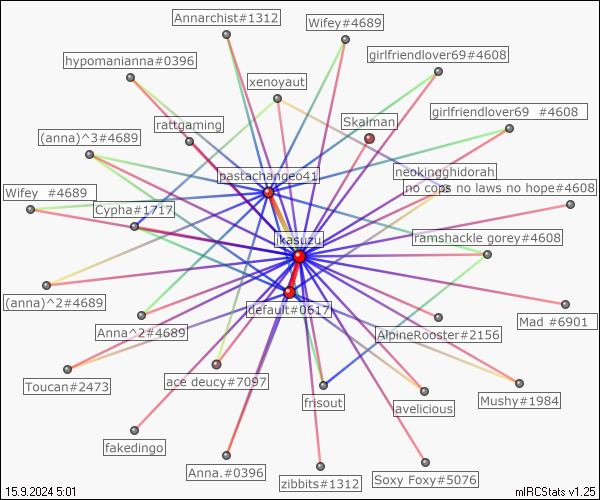 Annarchist#1312
Wifey#4689
girlfriendlover69#4608
hypomanianna#0396
xenoyaut
girlfriendlover69 #4608
Skalman
rattgaming
(anna)^3#4689
pastachangeo41
neokingghidorah
no cops no laws no hope#4608
Wifey #4689
Cypha#1717
ikasuzu
ramshackle gorey#4608
(anna)^2#4689
default#0617
Mad #6901
Anna^2#4689
AlpineRooster#2156
Toucan#2473
ace deucy#7097
frisout
avelicious
Mushy#1984
fakedingo
Anna.#0396
zibbits#1312
Soxy Foxy#5076
15.9.2024 5:01
mIRCStats v1.25